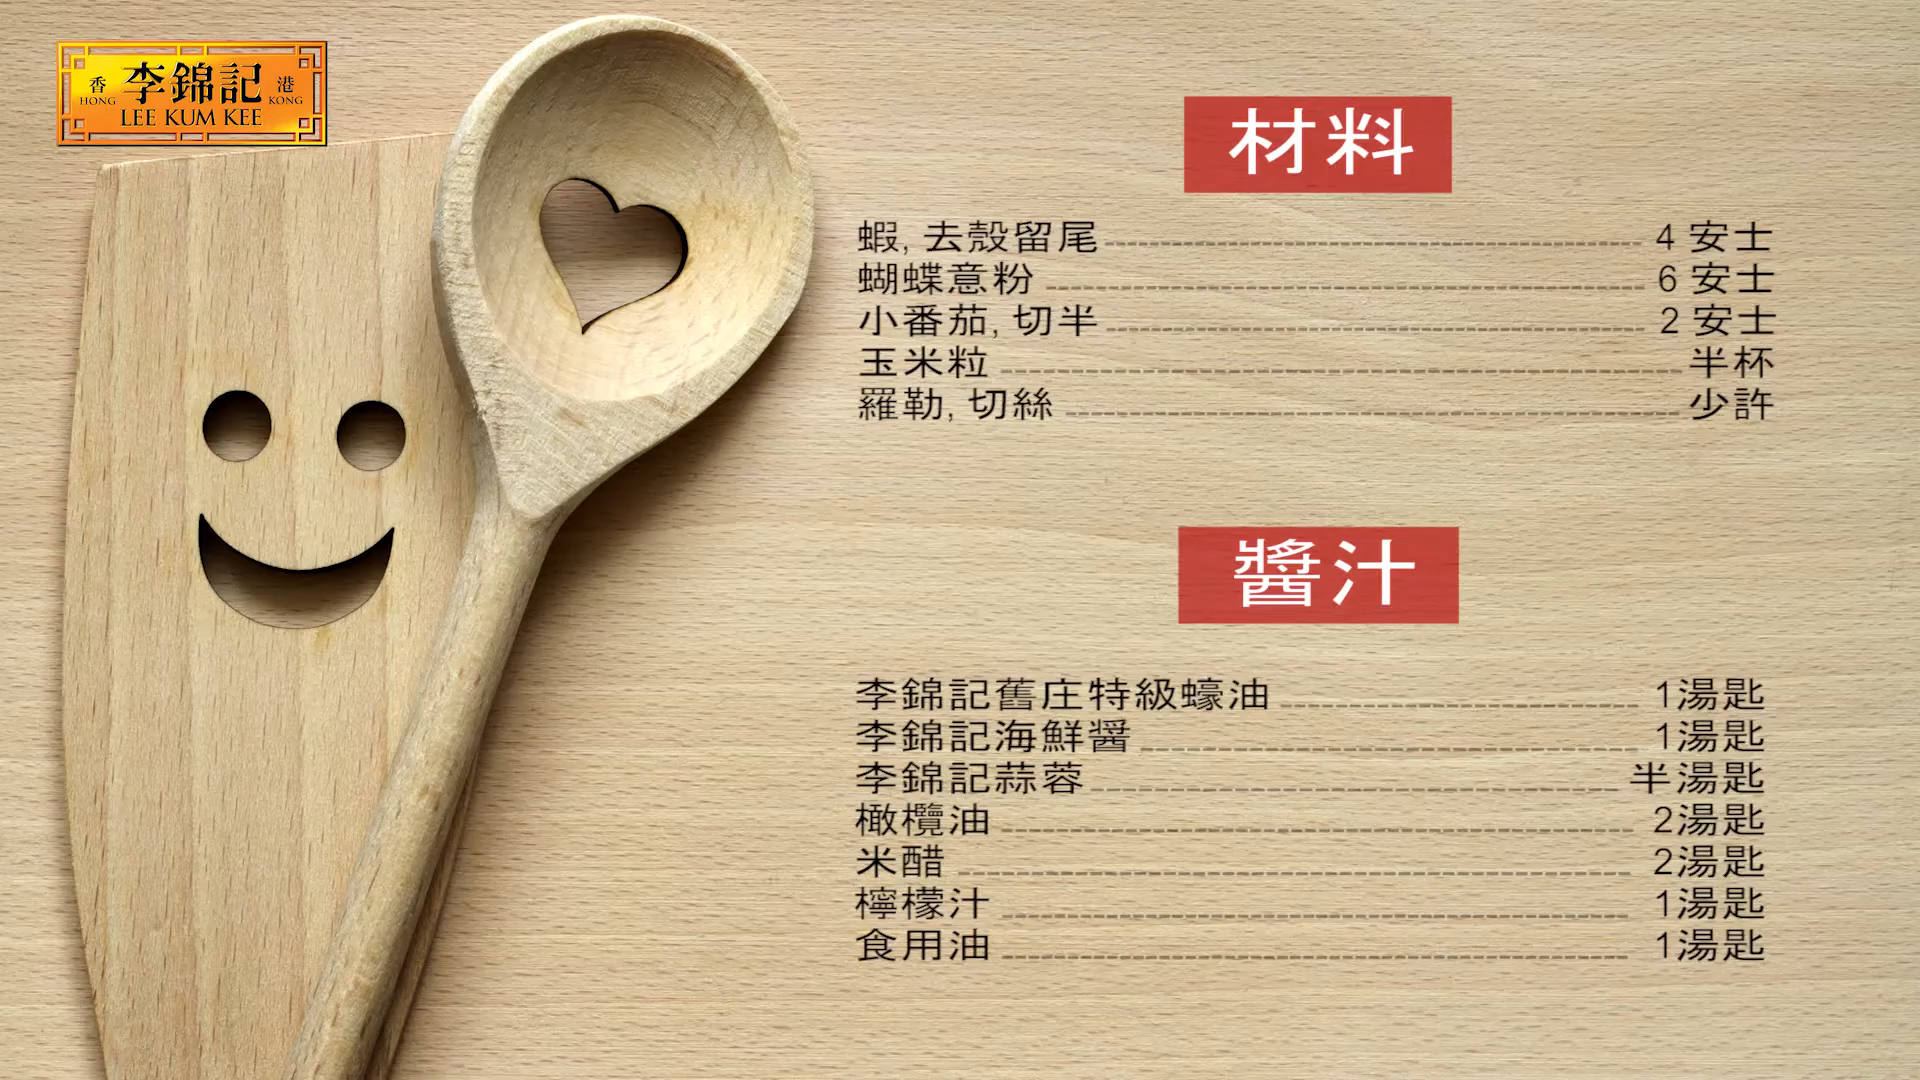 香 李錦記 港
HONG LEE KUM KEE KONG
材料
蝦, 去殼留尾 4 安士
蝴蝶意粉 6 安士
小番茄, 切半 2 安士
玉米粒 半杯
羅勒, 切絲 少許
醬汁
李錦記舊庄特級蠔油 1湯匙
李錦記海鮮醬 1湯匙
李錦記蒜蓉 半湯匙
橄欖油 2湯匙
米醋 2湯匙
檸檬汁 1湯匙
食用油 1湯匙